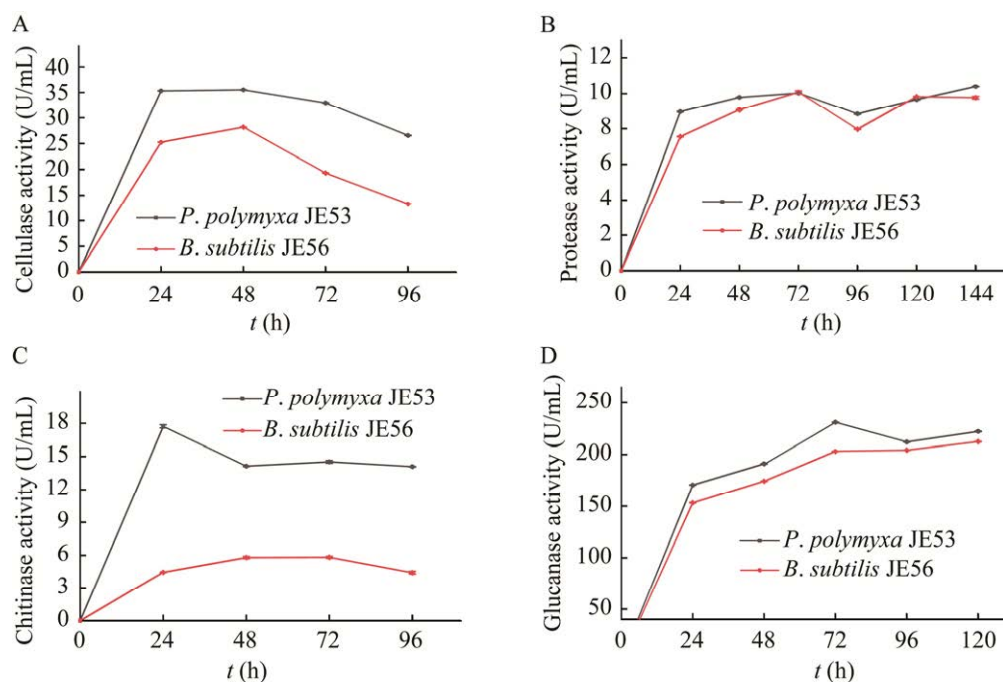 A
Cellulase activity (U/mL)
40
35
30
25
20
15
10
5
0
P. polymyxa JE53
B. subtilis JE56
0 24 48 72 96
t (h)
B
Protease activity (U/mL)
12
10
8
6
4
2
0
P. polymyxa JE53
B. subtilis JE56
0 24 48 72 96 120 144
t (h)
C
Chitinase activity (U/mL)
18
15
12
9
6
3
0
P. polymyxa JE53
B. subtilis JE56
0 24 48 72 96
t (h)
D
Glucanase activity (U/mL)
250
200
150
100
50
P. polymyxa JE53
B. subtilis JE56
0 24 48 72 96 120
t (h)